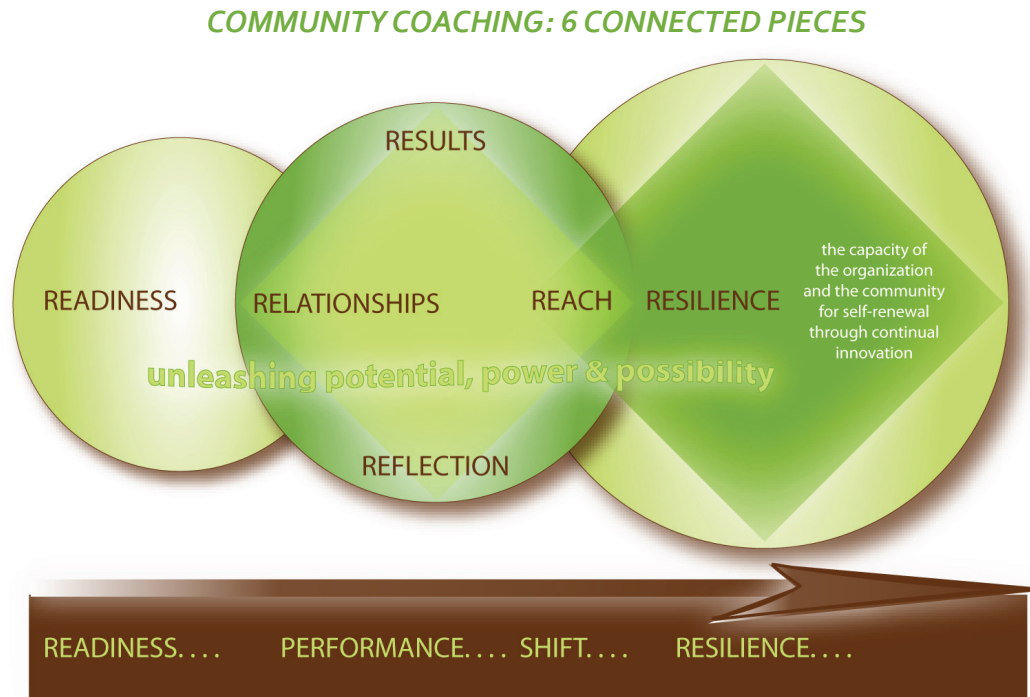 COMMUNITY COACHING: 6 CONNECTED PIECES
RESULTS
READINESS
RELATIONSHIPS
REACH
RESILIENCE
the capacity of
the organization
and the community
for self-renewal
through continual
innovation
unleashing potential, power & possibility
REFLECTION
READINESS.... PERFORMANCE.... SHIFT.... RESILIENCE....